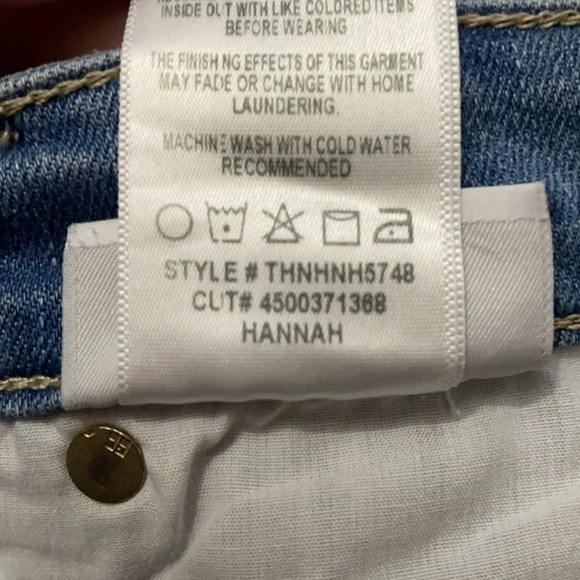 INSIDE OUT WITH LIKE COLORED ITEMS
BEFORE WEARING
THE FINISHING EFFECTS OF THIS GARMENT
MAY FADE OR CHANGE WITH HOME
LAUNDERING.
MACHINE WASH WITH COLD WATER
RECOMMENDED
STYLE # THNHNH5748
CUT# 4500371368
HANNAH